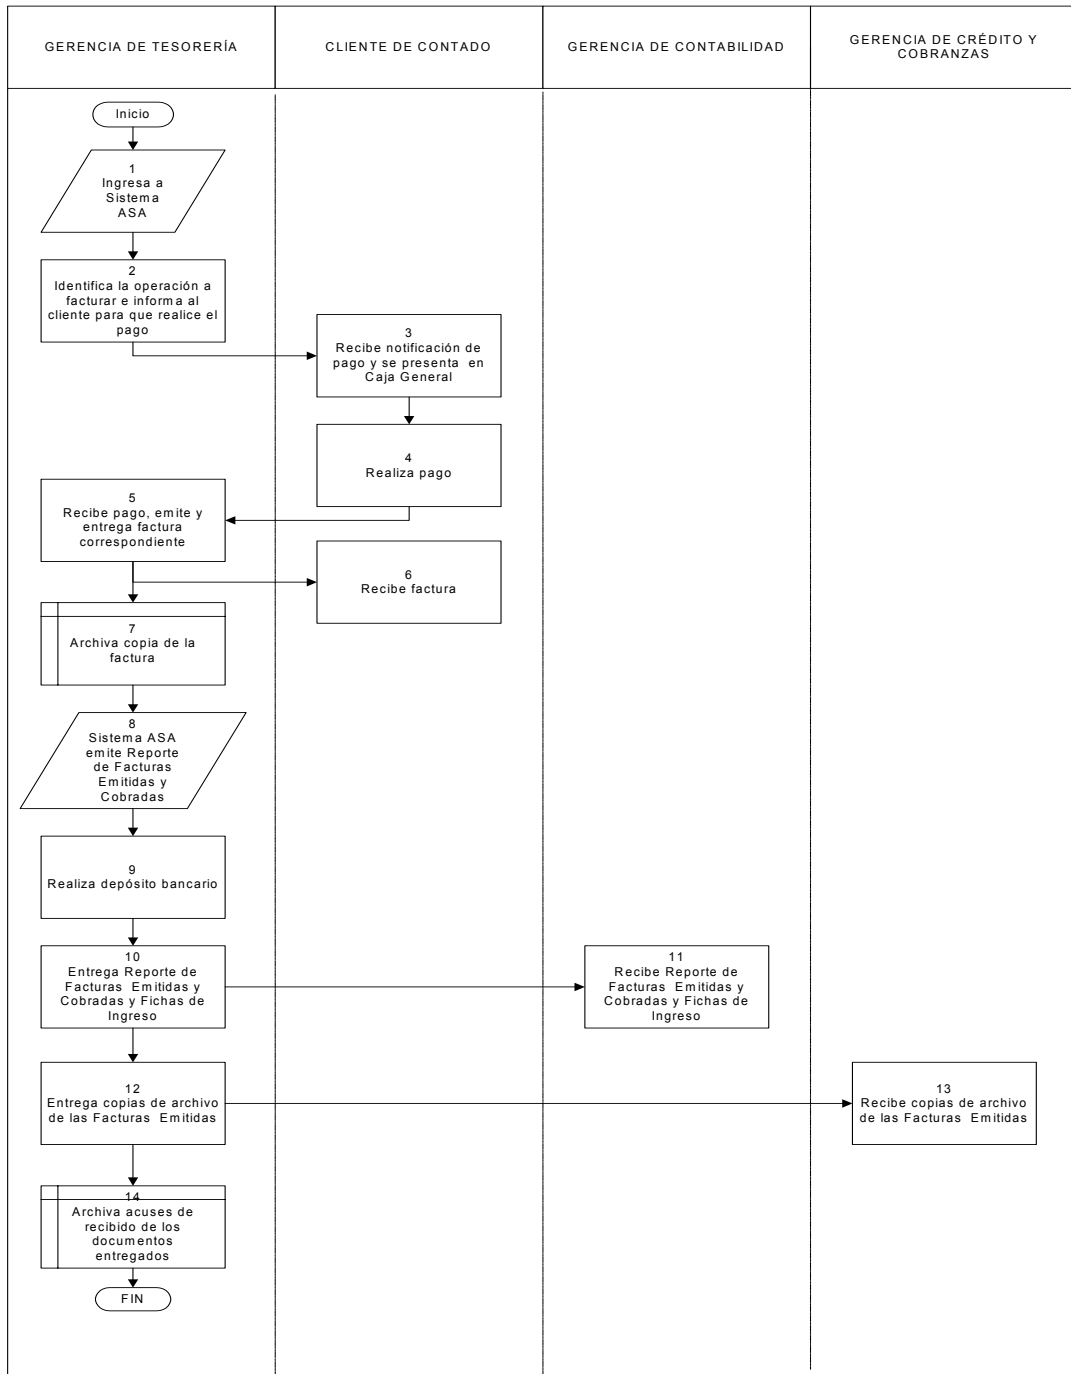 GERENCIA DE TESORERÍA
CLIENTE DE CONTADO
GERENCIA DE CONTABILIDAD
GERENCIA DE CRÉDITO Y
COBRANZAS
Inicio
1
Ingresa a
Sistema
ASA
2
Identifica la operación a
facturar e informa al
cliente para que realice el
pago
3
Recibe notificación de
pago y se presenta en
Caja General
4
Realiza pago
5
Recibe pago, emite y
entrega factura
correspondiente
6
Recibe factura
7
Archiva copia de la
factura
8
Sistema ASA
emite Reporte
de Facturas
Emitidas y
Cobradas
9
Realiza depósito bancario
10
Entrega Reporte de
Facturas Emitidas y
Cobradas y Fichas de
Ingreso
11
Recibe Reporte de
Facturas Emitidas y
Cobradas y Fichas de
Ingreso
12
Entrega copias de archivo
de las Facturas Emitidas
13
Recibe copias de archivo
de las Facturas Emitidas
14
Archiva acuses de
recibido de los
documentos
entregados
FIN